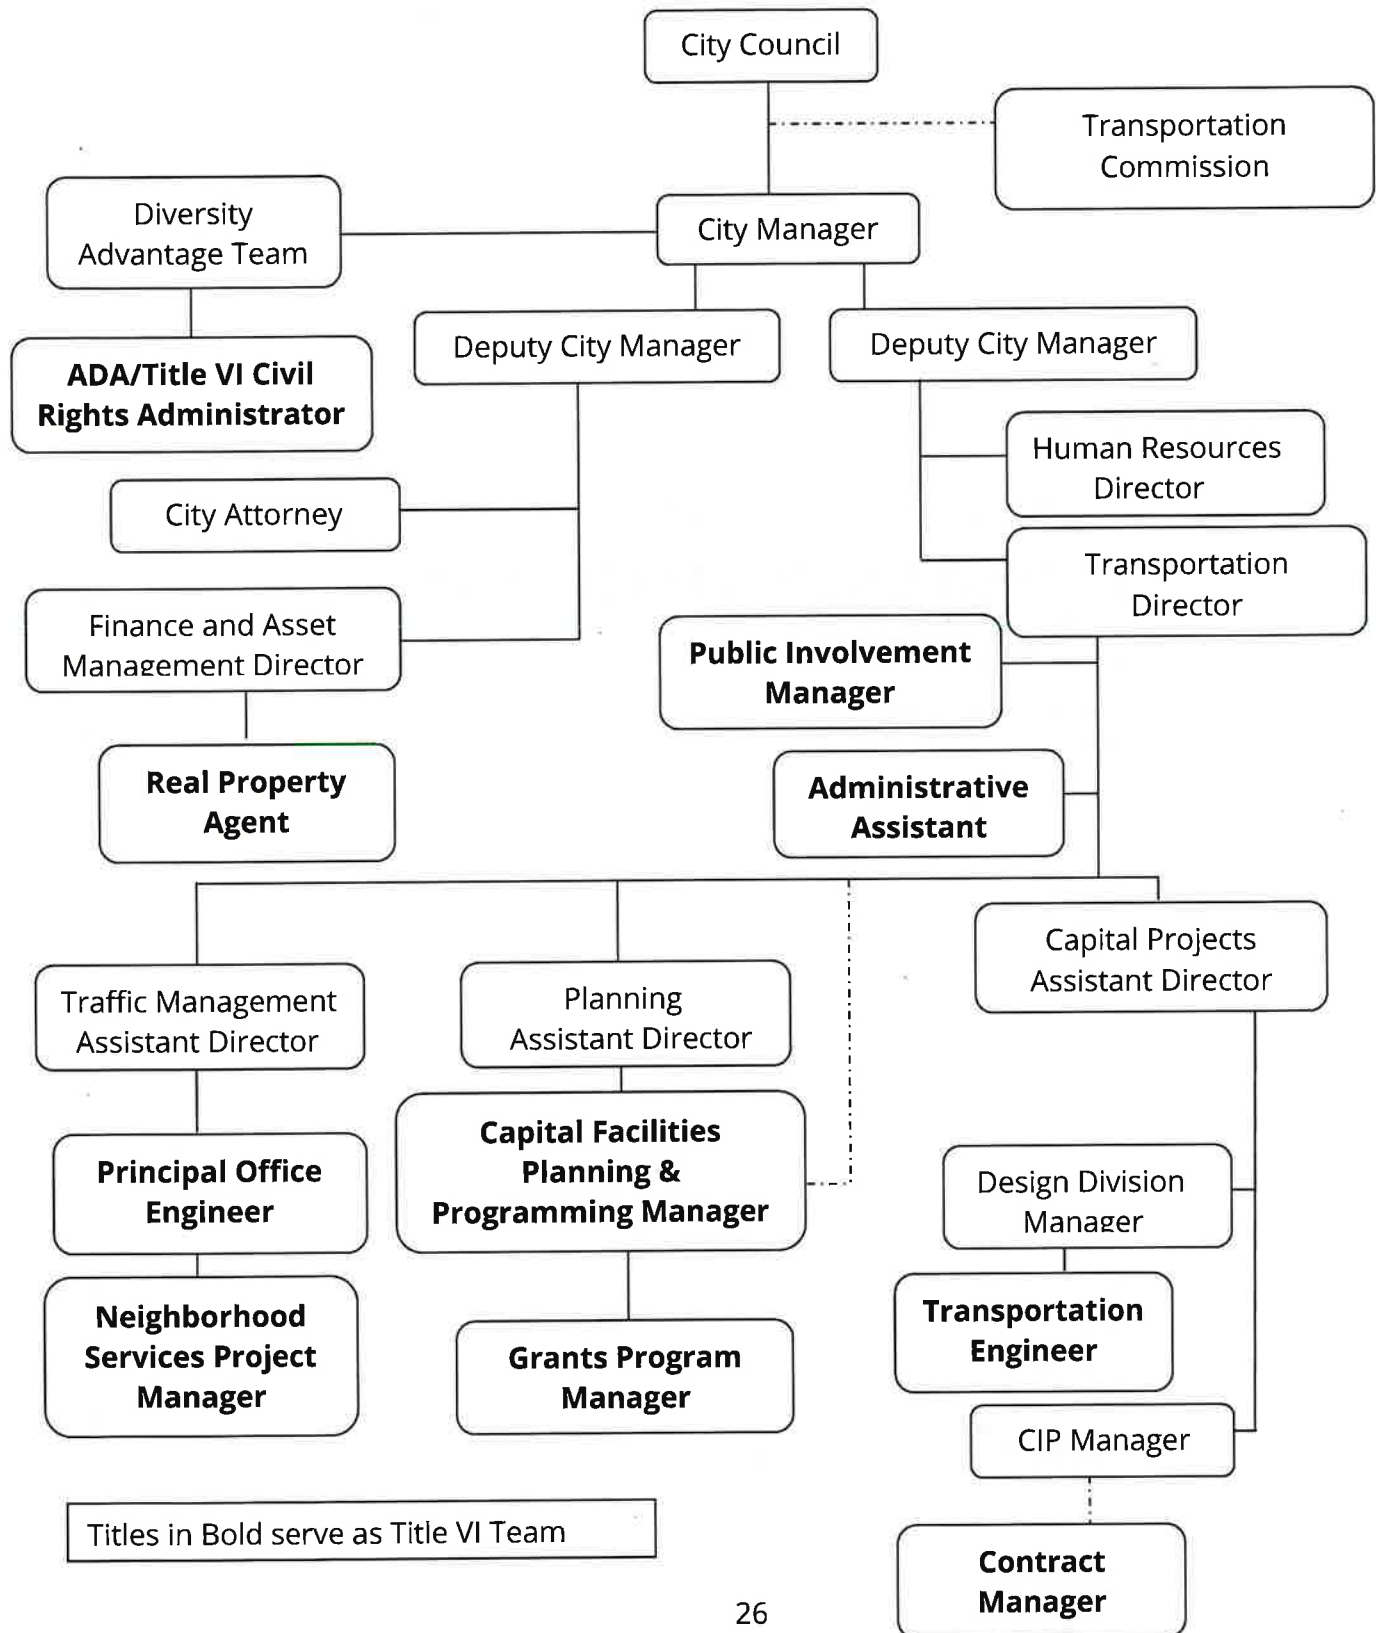 City Council
Transportation
Commission
Diversity
Advantage Team
City Manager
Deputy City Manager
Deputy City Manager
ADA/Title VI Civil
Rights Administrator
Human Resources
Director
City Attorney
Transportation
Director
Finance and Asset
Management Director
Public Involvement
Manager
Real Property
Agent
Administrative
Assistant
Capital Projects
Assistant Director
Traffic Management
Assistant Director
Planning
Assistant Director
Capital Facilities
Planning &
Programming Manager
Principal Office
Engineer
Design Division
Manager
Neighborhood
Services Project
Manager
Grants Program
Manager
Transportation
Engineer
CIP Manager
Titles in Bold serve as Title VI Team
Contract
Manager
26